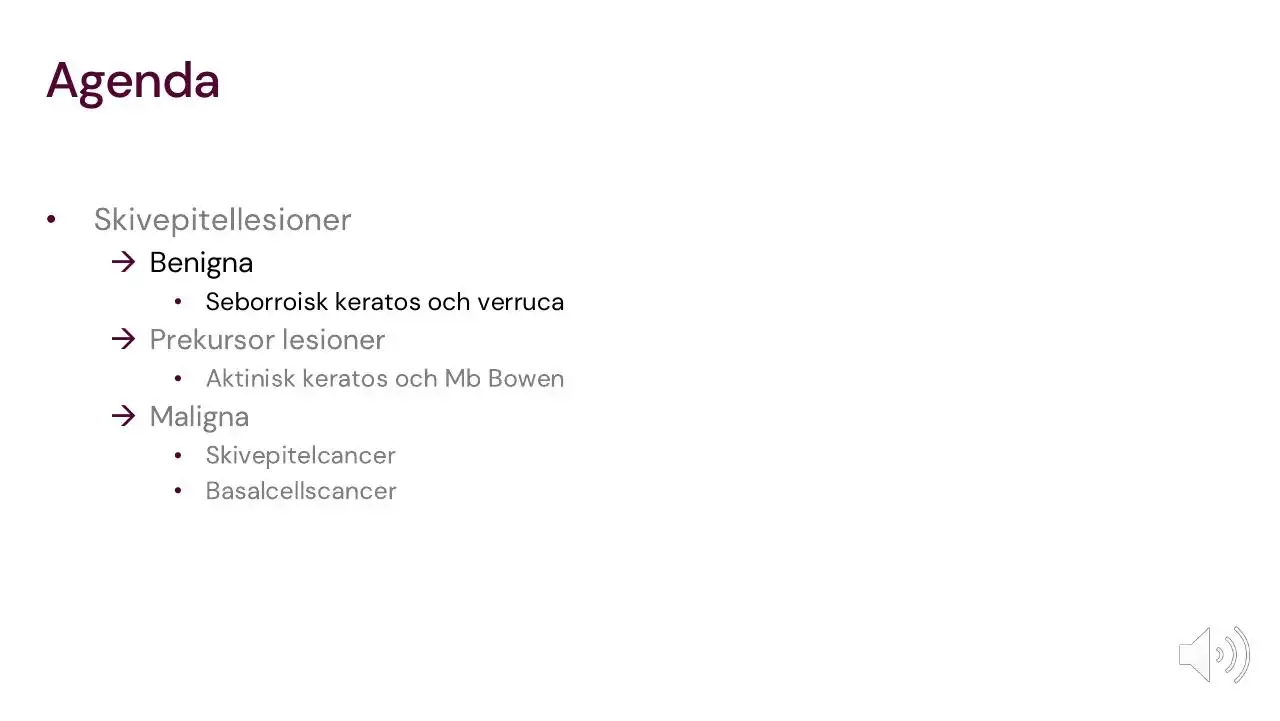 Agenda
• Skivepitellesioner
→ Benigna
• Seborroisk keratos och verruca
→ Prekursor lesioner
• Aktinisk keratos och Mb Bowen
→ Maligna
• Skivepitelcancer
• Basalcellscancer